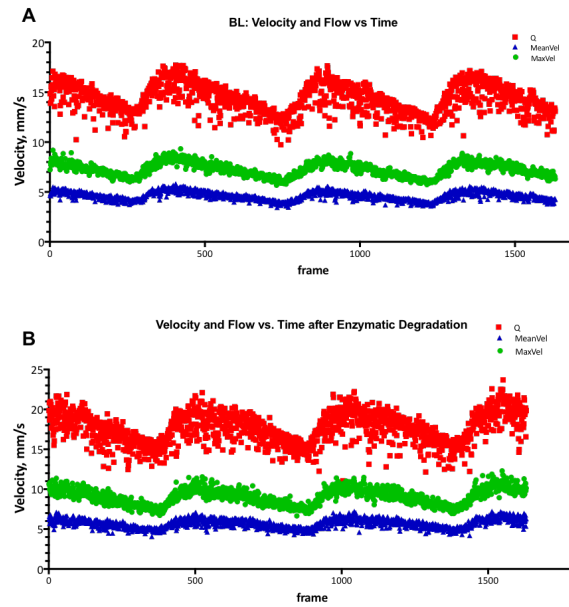 A
BL: Velocity and Flow vs Time
Q
MeanVel
MaxVel
Velocity, mm/s
20
15
10
5
0
0 500 1000 1500
frame
B
Velocity and Flow vs. Time after Enzymatic Degradation
Q
MeanVel
MaxVel
Velocity, mm/s
25
20
15
10
5
0
0 500 1000 1500
frame